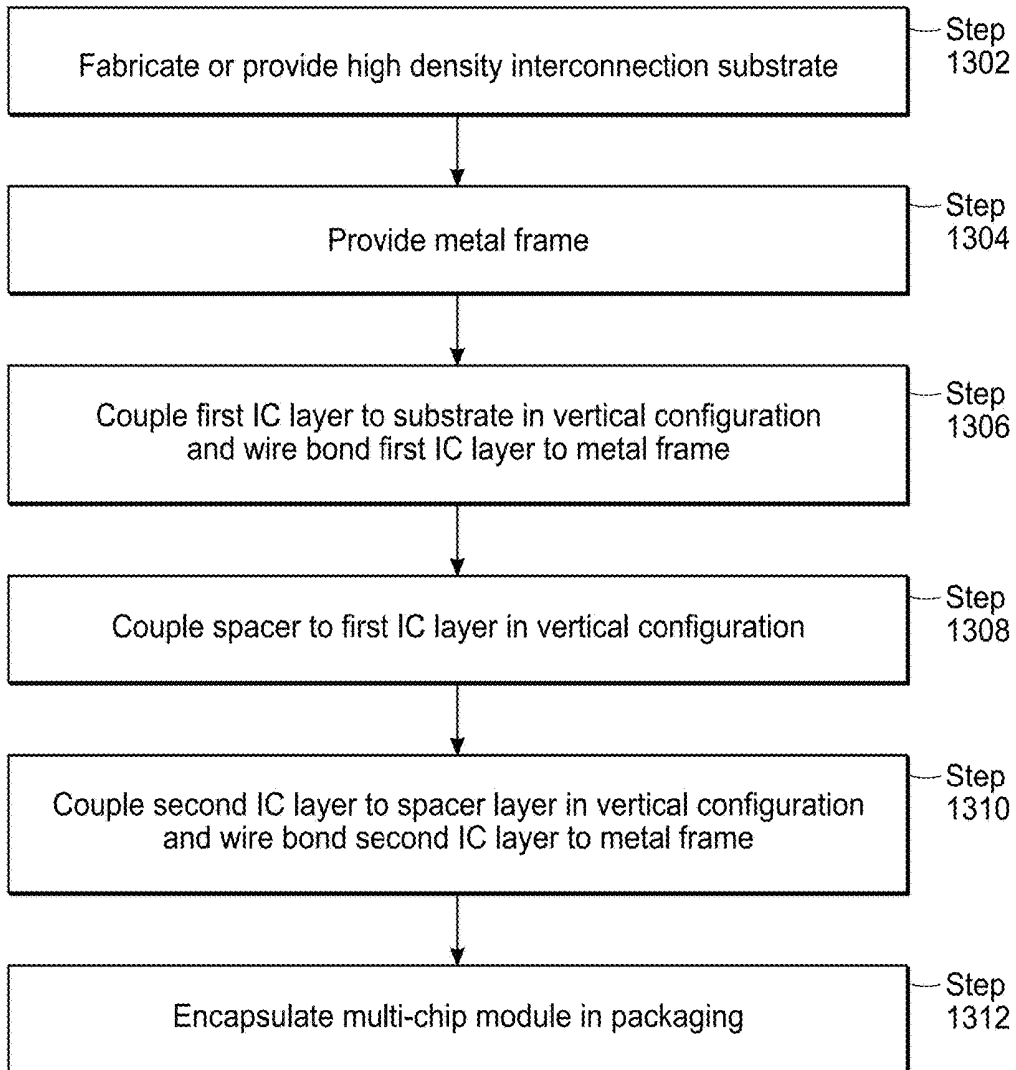 Fabricate or provide high density interconnection substrate
Step
1302
Provide metal frame
Step
1304
Couple first IC layer to substrate in vertical configuration
and wire bond first IC layer to metal frame
Step
1306
Couple spacer to first IC layer in vertical configuration
Step
1308
Couple second IC layer to spacer layer in vertical configuration
and wire bond second IC layer to metal frame
Step
1310
Encapsulate multi-chip module in packaging
Step
1312